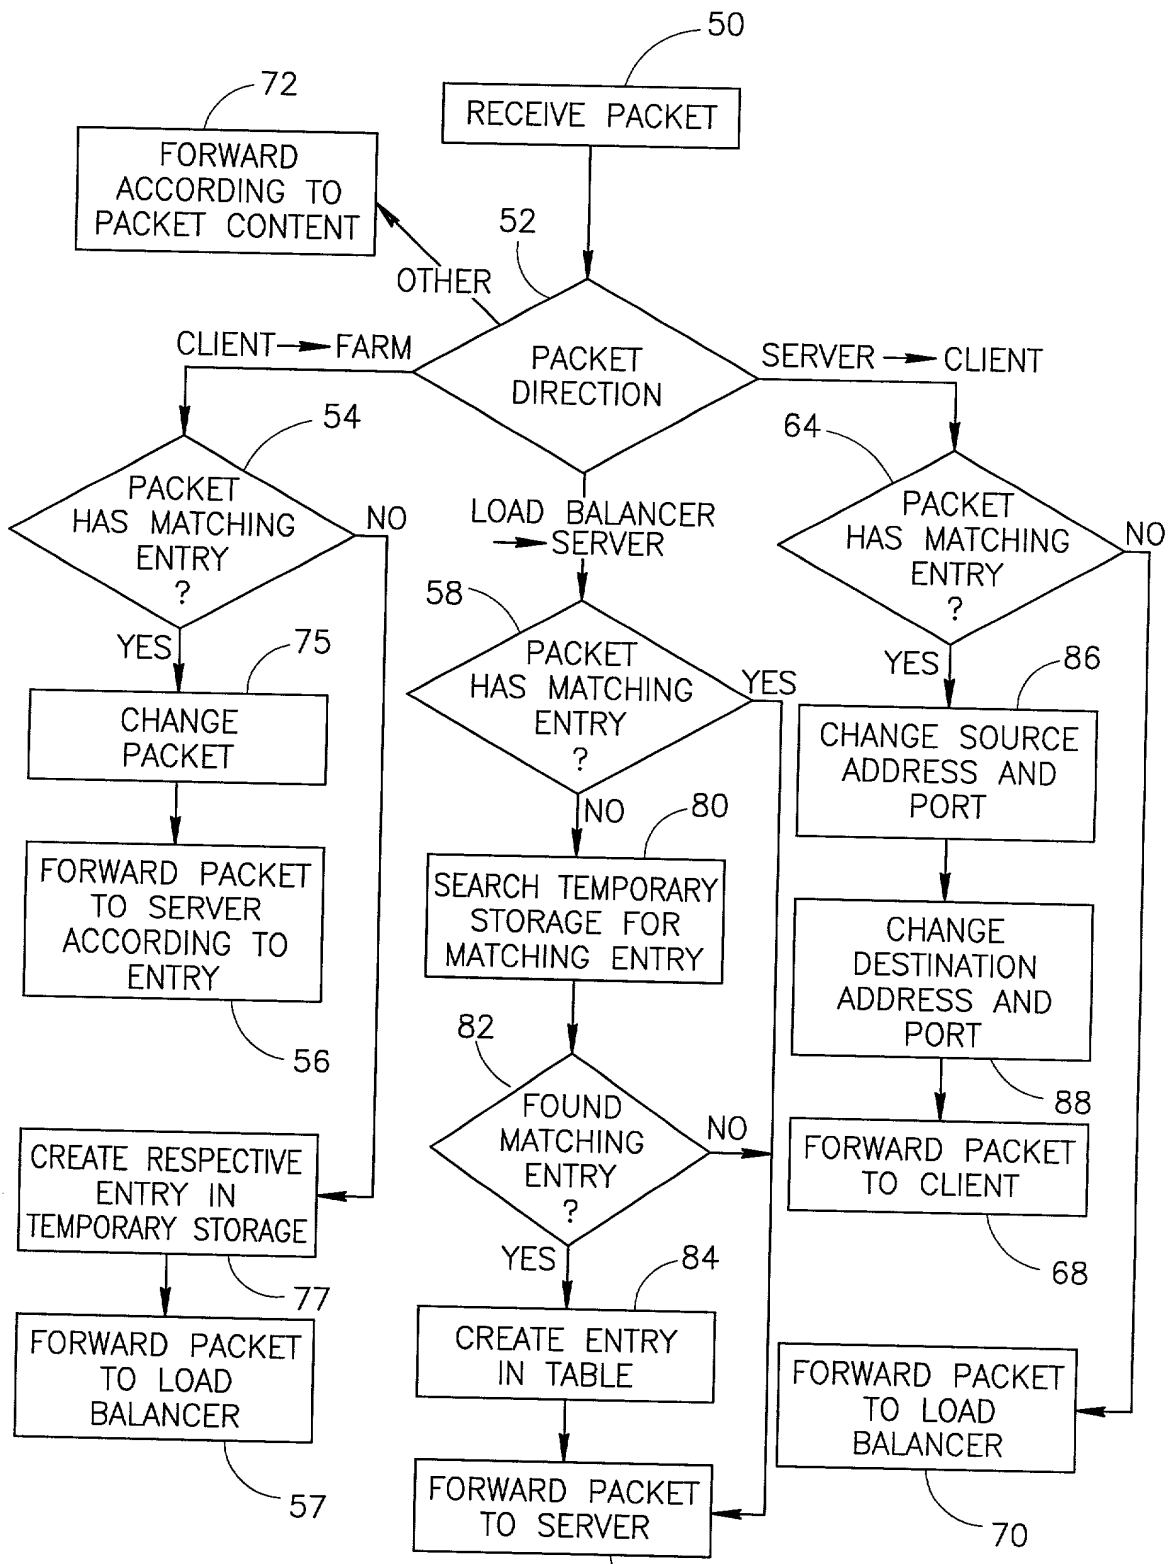 50
RECEIVE PACKET
72
FORWARD
ACCORDING TO
PACKET CONTENT
52
OTHER
CLIENT → FARM
PACKET
DIRECTION
SERVER → CLIENT
54
PACKET
HAS MATCHING
ENTRY
?
NO
YES
75
CHANGE
PACKET
FORWARD PACKET
TO SERVER
ACCORDING TO
ENTRY
56
CREATE RESPECTIVE
ENTRY IN
TEMPORARY STORAGE
77
FORWARD PACKET
TO LOAD
BALANCER
57
LOAD BALANCER
→ SERVER
58
PACKET
HAS MATCHING
ENTRY
?
YES
NO
80
SEARCH TEMPORARY
STORAGE FOR
MATCHING ENTRY
82
FOUND
MATCHING
ENTRY
?
NO
YES
84
CREATE ENTRY
IN TABLE
FORWARD PACKET
TO SERVER
64
PACKET
HAS MATCHING
ENTRY
?
NO
YES
86
CHANGE SOURCE
ADDRESS AND
PORT
CHANGE
DESTINATION
ADDRESS AND
PORT
88
FORWARD PACKET
TO CLIENT
68
FORWARD PACKET
TO LOAD
BALANCER
70